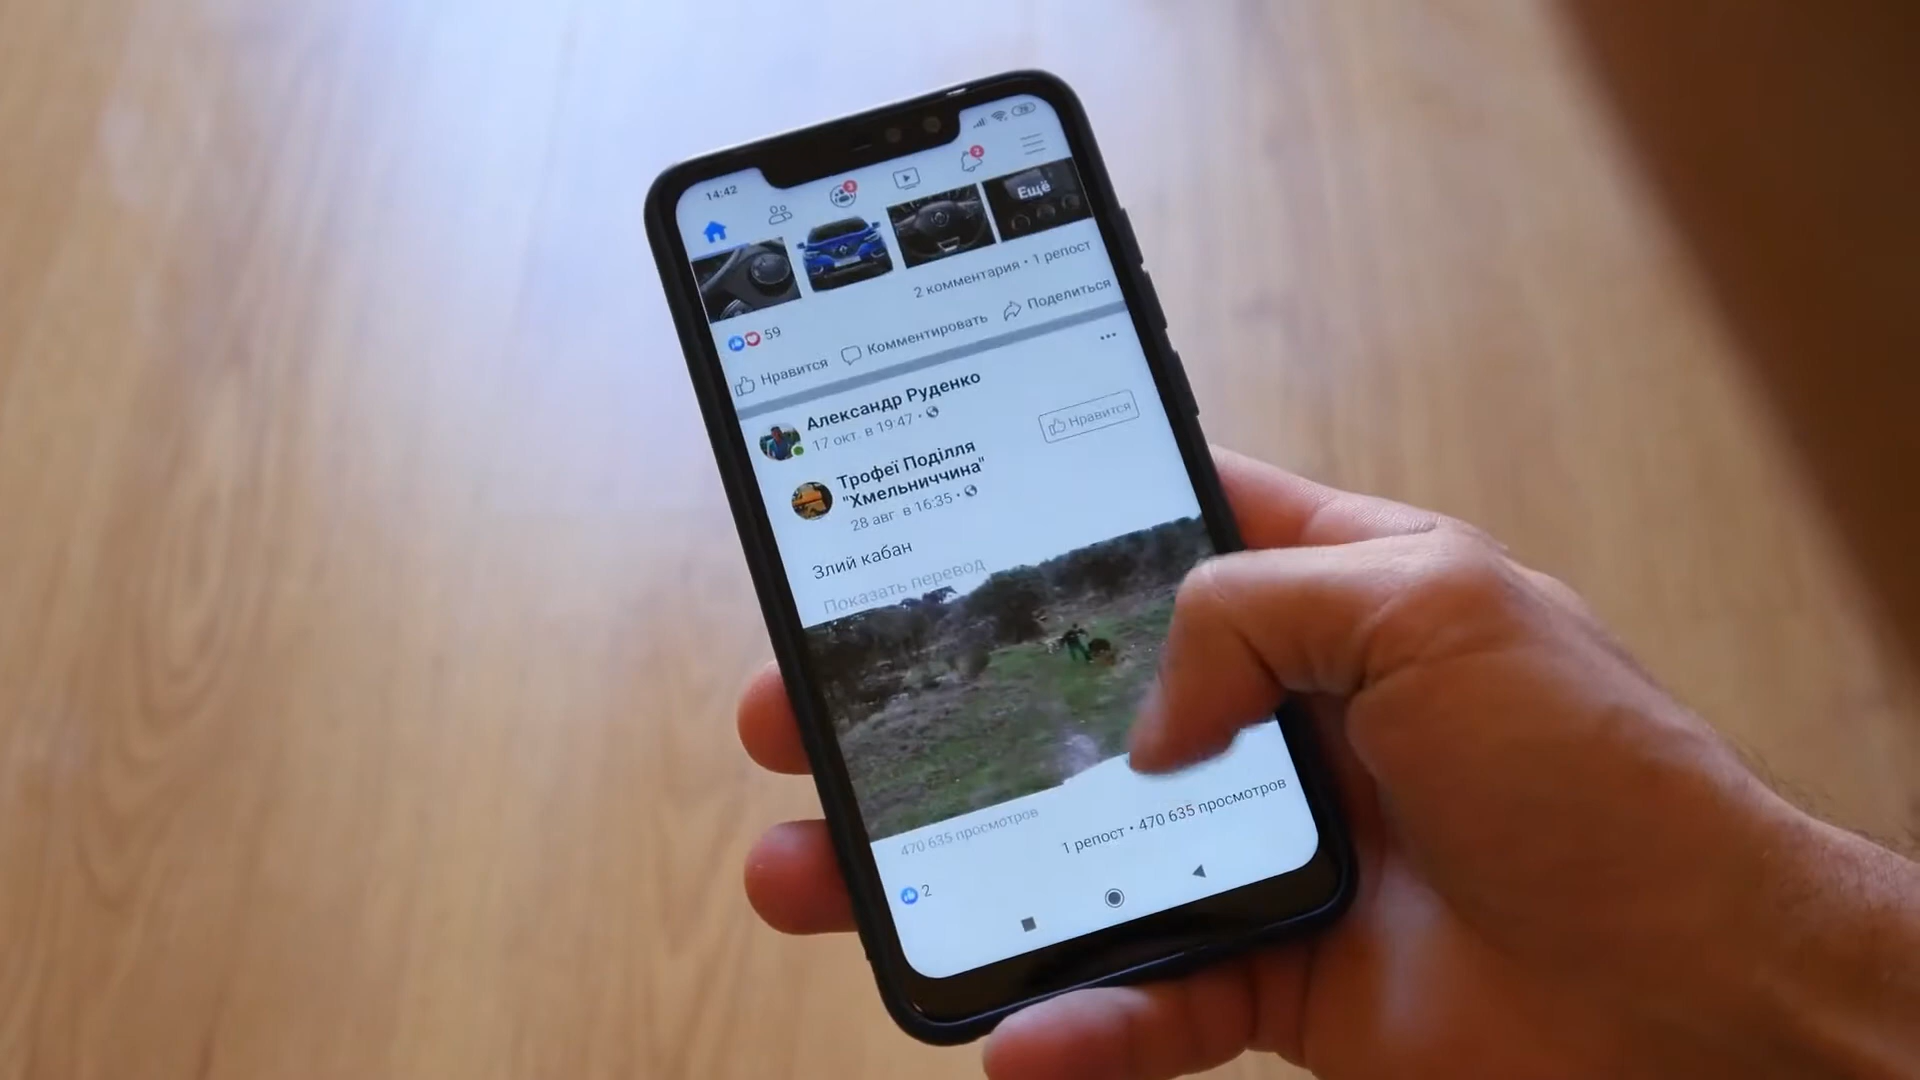 14:42
3
2
Ещё
2 комментария • 1 репост
59
Нравится
Комментировать
Поделиться
Александр Руденко
17 окт. в 19:47 •
Нравится
Трофеї Поділля
"Хмельниччина"
28 авг. в 16:35 •
Злий кабан
Показать перевод
470 635 просмотров
1 репост • 470 635 просмотров
2